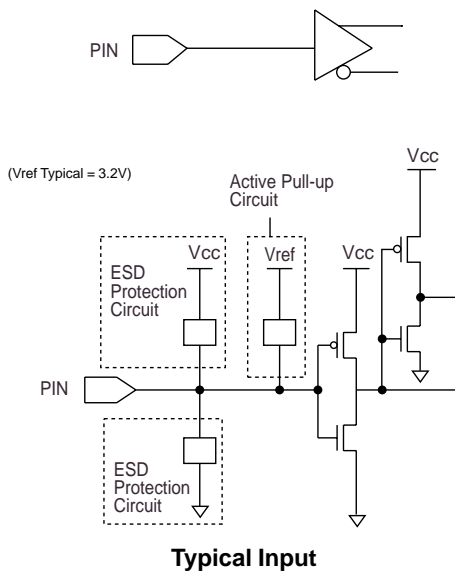 PIN
(Vref Typical = 3.2V)
Active Pull-up
Circuit
Vcc
ESD
Protection
Circuit
Vcc
Vref
Vcc
PIN
ESD
Protection
Circuit
Typical Input